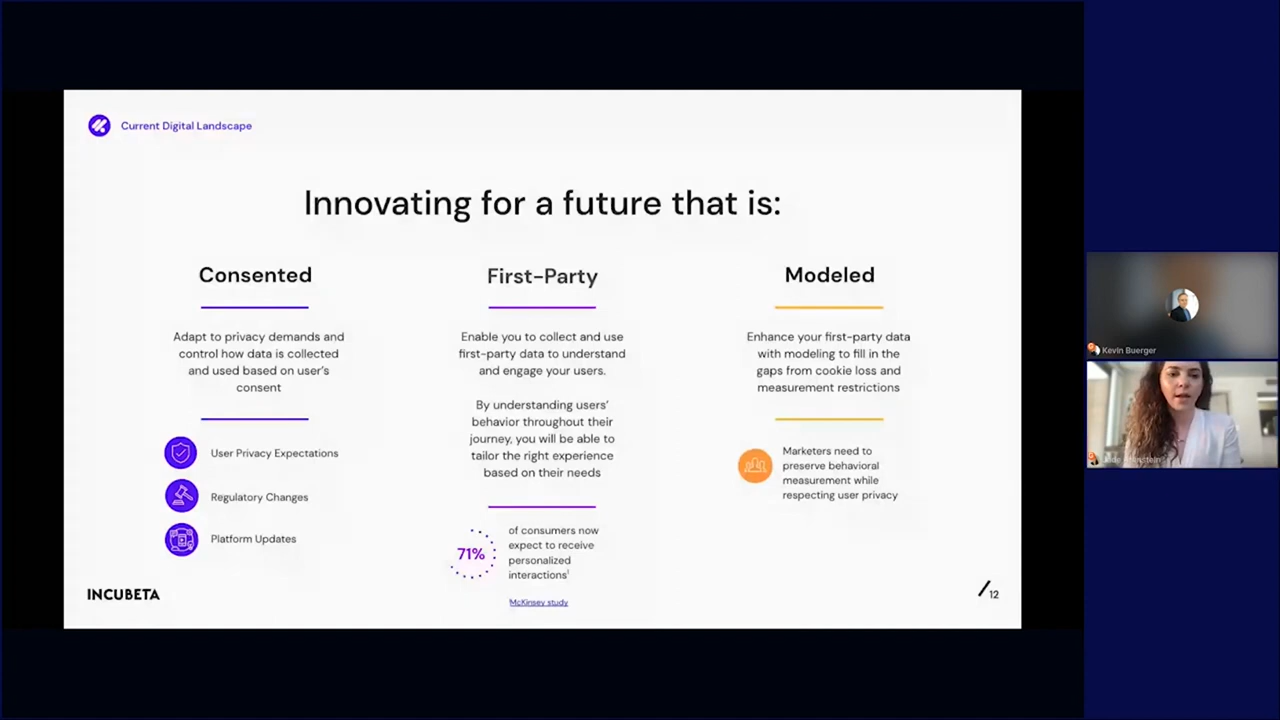 Current Digital Landscape
Innovating for a future that is:
Consented
Adapt to privacy demands and
control how data is collected
and used based on user's
consent
User Privacy Expectations
Regulatory Changes
Platform Updates
First-Party
Enable you to collect and use
first-party data to understand
and engage your users.
By understanding users'
behavior throughout their
journey, you will be able to
tailor the right experience
based on their needs
71%
of consumers now
expect to receive
personalized
interactions¹
McKinsey study
Modeled
Enhance your first-party data
with modeling to fill in the
gaps from cookie loss and
measurement restrictions
Marketers need to
preserve behavioral
measurement while
respecting user privacy
INCUBETA
/12
Kevin Buerger